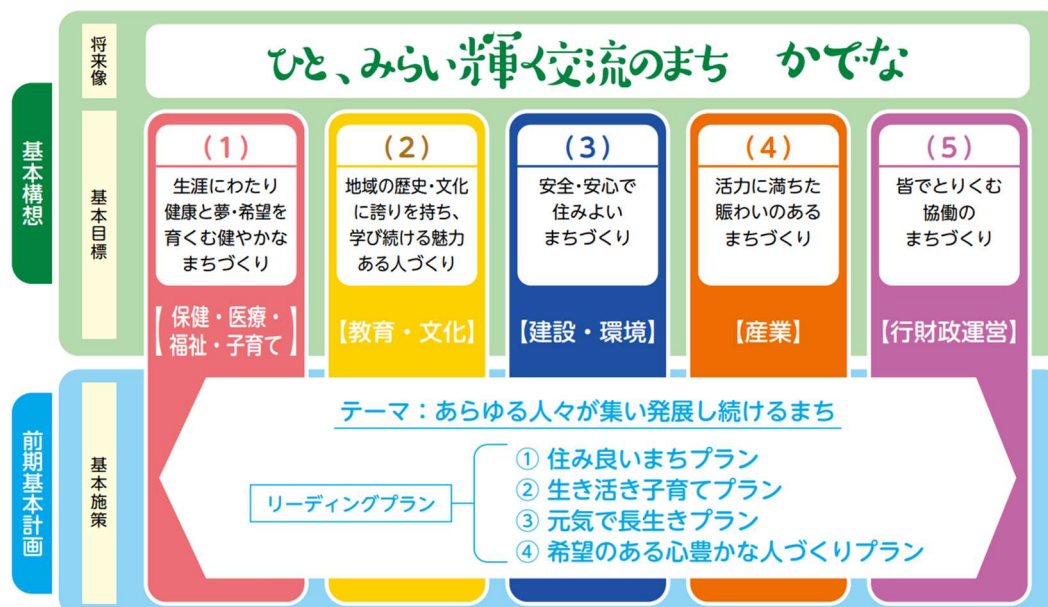 基本構想
将来像
ひと、みらい輝く交流のまち かでな
基本目標
(1)
生涯にわたり
健康と夢・希望を
育くむ健やかな
まちづくり
【保健・医療・
福祉・子育て】
(2)
地域の歴史・文化
に誇りを持ち、
学び続ける魅力
ある人づくり
【教育・文化】
(3)
安全・安心で
住みよい
まちづくり
【建設・環境】
(4)
活力に満ちた
賑わいのある
まちづくり
【産業】
(5)
皆でとりくむ
協働の
まちづくり
【行財政運営】
前期基本計画
基本施策
テーマ：あらゆる人々が集い発展し続けるまち
リーディングプラン
① 住み良いまちプラン
② 生き活き子育てプラン
③ 元気で長生きプラン
④ 希望のある心豊かな人づくりプラン